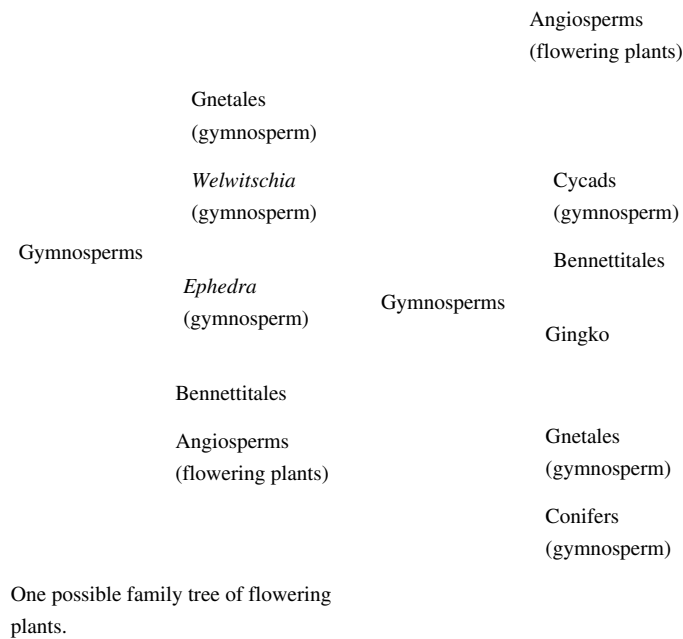 Gymnosperms
Gnetales
(gymnosperm)
Welwitschia
(gymnosperm)
Ephedra
(gymnosperm)
Bennettitales
Angiosperms
(flowering plants)
One possible family tree of flowering
plants.
Gymnosperms
Angiosperms
(flowering plants)
Cycads
(gymnosperm)
Bennettitales
Gingko
Gnetales
(gymnosperm)
Conifers
(gymnosperm)